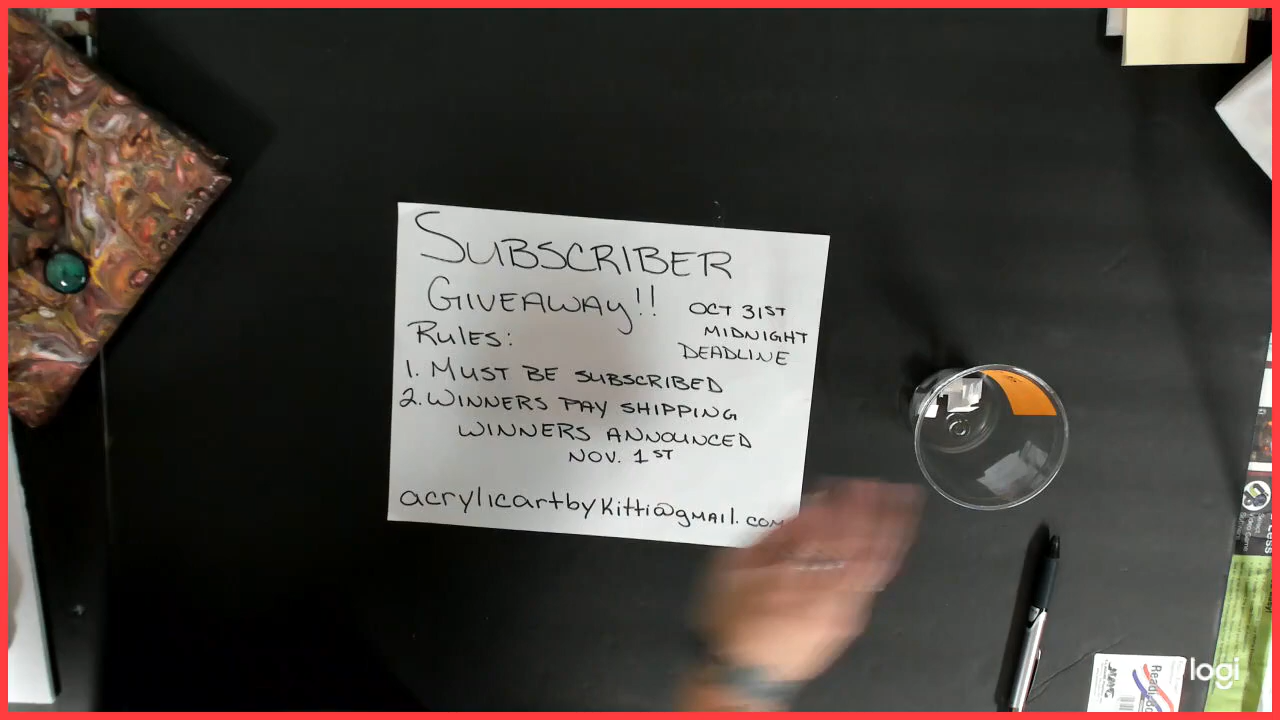 SUBSCRIBER
GIVEAWAY!!
OCT 31ST
MIDNIGHT
DEADLINE
RULES:
1. MUST BE SUBSCRIBED
2. WINNERS PAY SHIPPING
WINNERS ANNOUNCED
NOV. 1ST
acrylicartbyKitti@gmail.com
logi